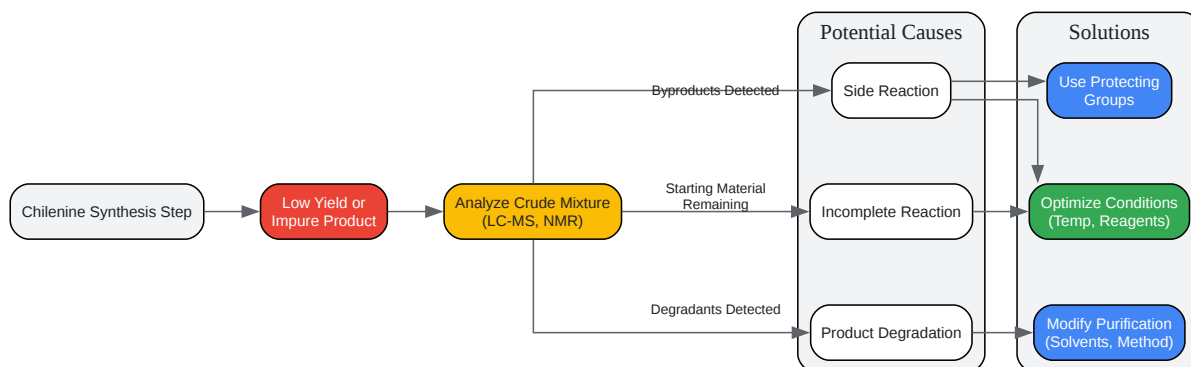 Potential Causes
Solutions
Byproducts Detected
Side Reaction
Use Protecting
Groups
Chilenine Synthesis Step
Low Yield or
Impure Product
Analyze Crude Mixture
(LC-MS, NMR)
Starting Material
Remaining
Incomplete Reaction
Optimize Conditions
(Temp, Reagents)
Degradants Detected
Product Degradation
Modify Purification
(Solvents, Method)